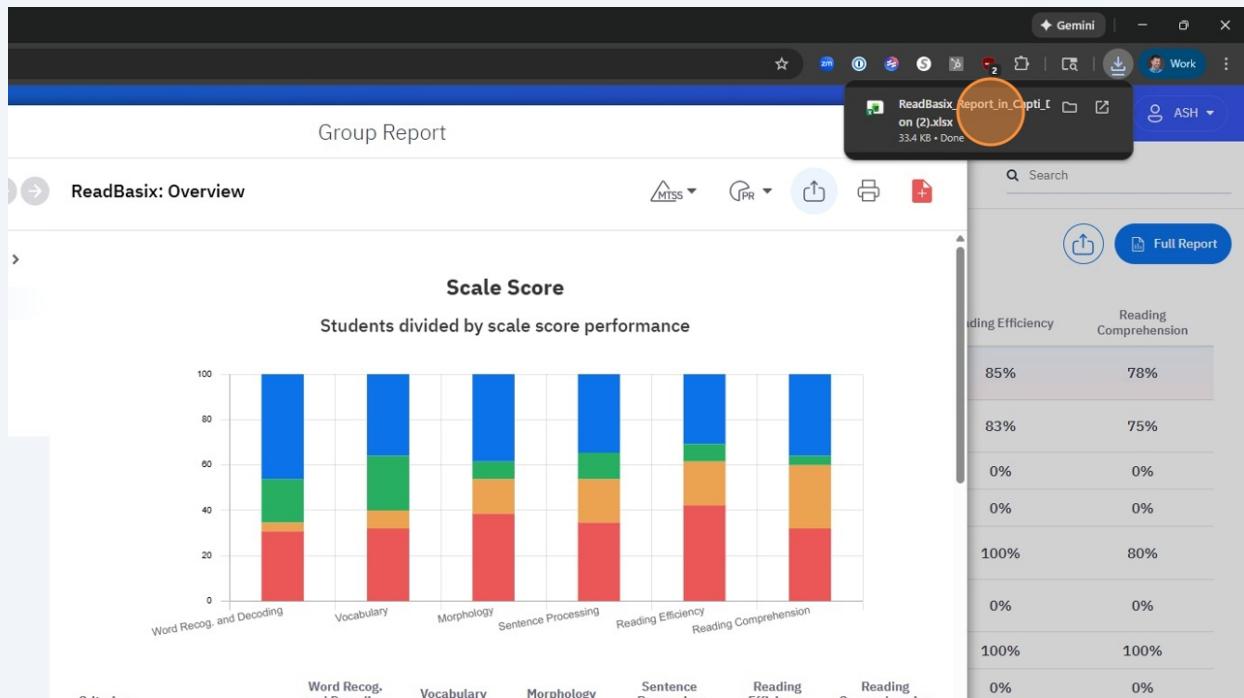 Gemini
2
Work
ReadBasix_Report_in_Capti_D
on (2).xlsx
33.4 KB • Done
ASH
Group Report
Search
ReadBasix: Overview
MTSS
PR
Full Report
Scale Score
Students divided by scale score performance
Efficiency
Reading
Comprehension
100
80
60
40
20
0
85% 78%
83% 75%
0% 0%
0% 0%
100% 80%
0% 0%
100% 100%
0% 0%
Word Recog. and Decoding
Vocabulary
Morphology
Sentence Processing
Reading Efficiency
Reading Comprehension
Word Recog.
Vocabulary
Morphology
Sentence
Reading
Reading